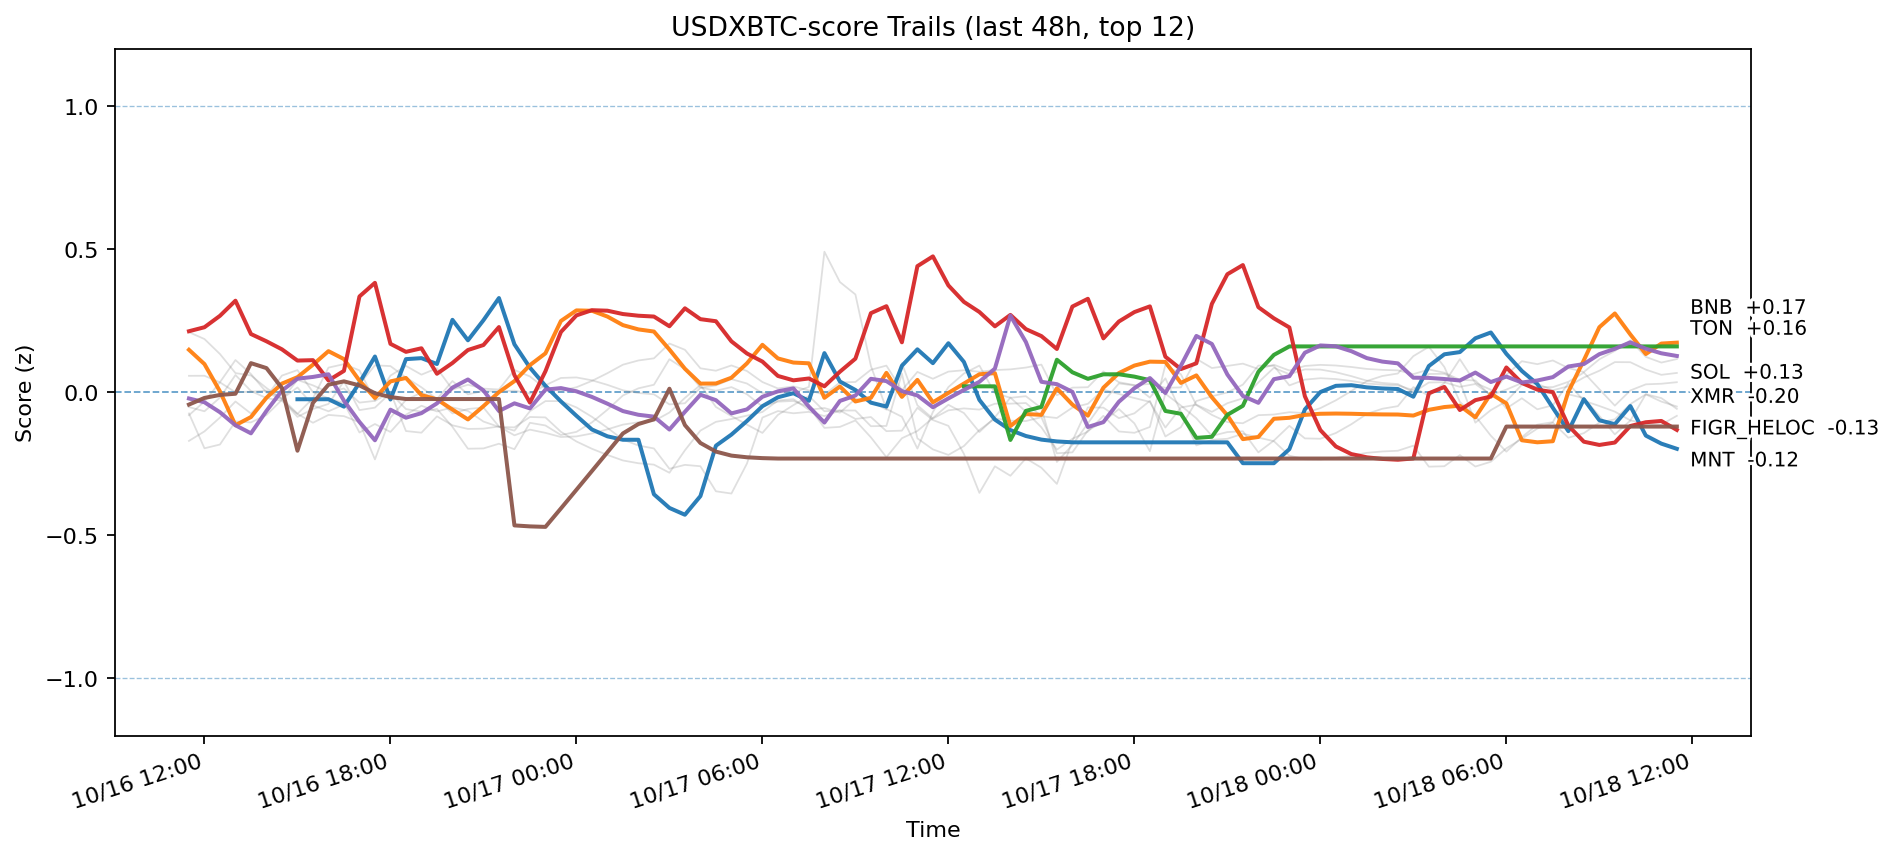 USDXBTC-score Trails (last 48h, top 12)
Score (z)
1.0
0.5
0.0
−0.5
−1.0
BNB +0.17
TON +0.16
SOL +0.13
XMR -0.20
FIGR_HELOC -0.13
MNT -0.12
10/16 12:00
10/16 18:00
10/17 00:00
10/17 06:00
10/17 12:00
10/17 18:00
10/18 00:00
10/18 06:00
10/18 12:00
Time